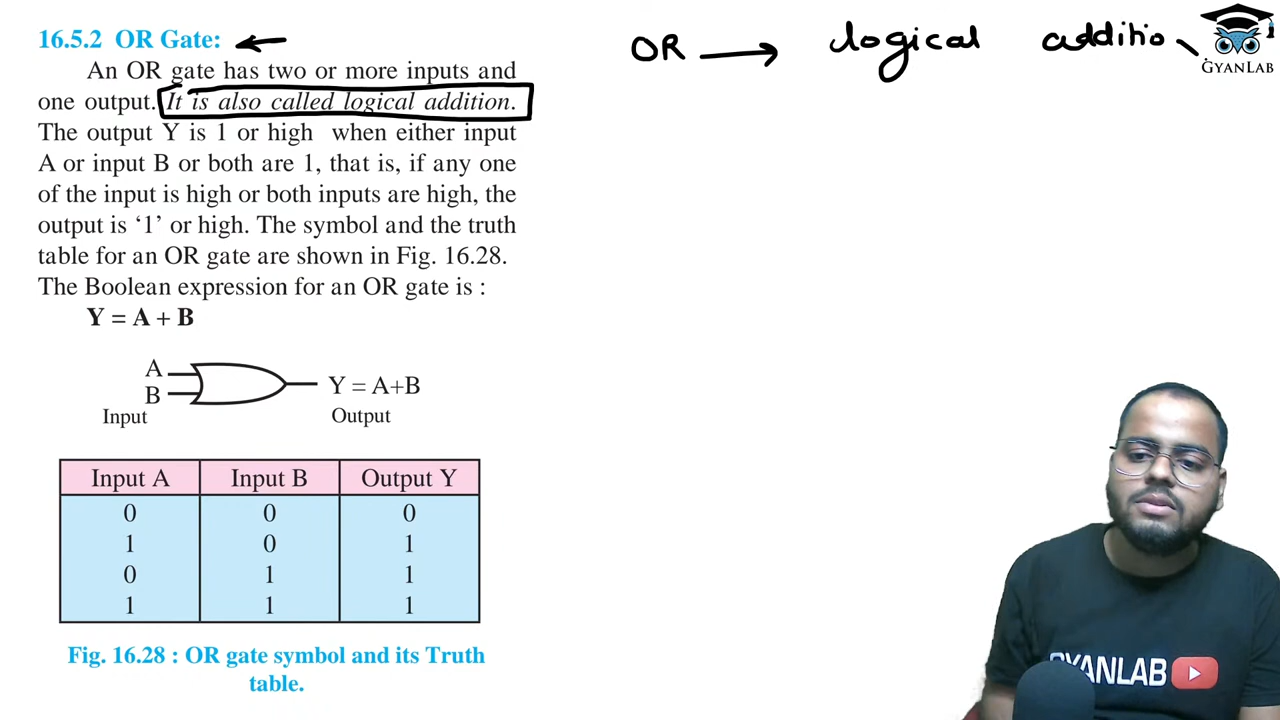 16.5.2 OR Gate:
An OR gate has two or more inputs and
one output. It is also called logical addition.
The output Y is 1 or high when either input
A or input B or both are 1, that is, if any one
of the input is high or both inputs are high, the
output is ‘1’ or high. The symbol and the truth
table for an OR gate are shown in Fig. 16.28.
The Boolean expression for an OR gate is :
Y = A + B
A
B
Input
Y = A+B
Output
Input A Input B Output Y
0 0 0
1 0 1
0 1 1
1 1 1
Fig. 16.28 : OR gate symbol and its Truth
table.
OR → logical additio
GYANLAB
GYANLAB